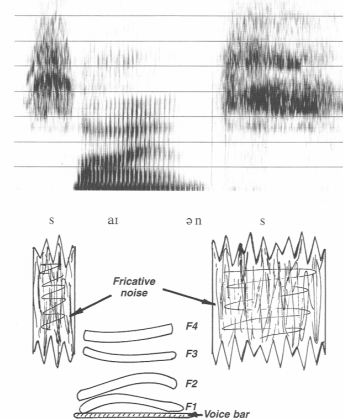 s aɪ ə n s
Fricative noise
F4
F3
F2
F1
Voice bar